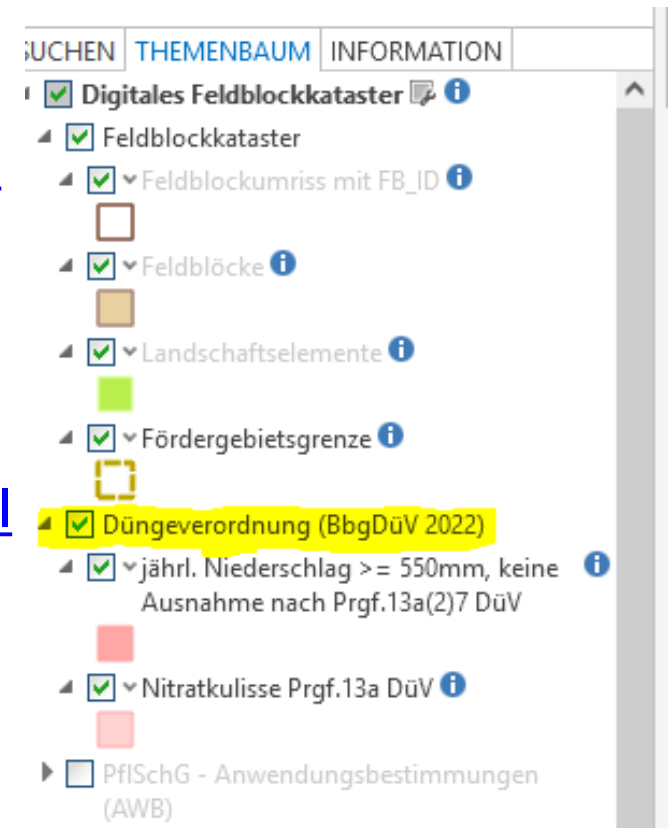 SUCHEN THEMENBAUM INFORMATION
Digitales Feldblockkataster
Feldblockkataster
Feldblockumriss mit FB_ID
Feldblöcke
Landschaftselemente
Fördergebietsgrenze
Düngeverordnung (BbgDüV 2022)
jährl. Niederschlag >= 550mm, keine
Ausnahme nach Prgf.13a(2)7 DüV
Nitratkulisse Prgf.13a DüV
PflSchG - Anwendungsbestimmungen
(AWB)